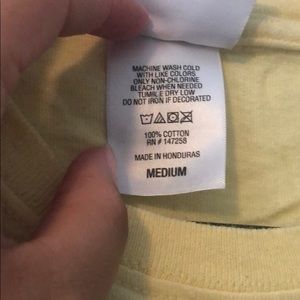 MACHINE WASH COLD
WITH LIKE COLORS
ONLY NON-CHLORINE
BLEACH WHEN NEEDED
TUMBLE DRY LOW
DO NOT IRON IF DECORATED
100% COTTON
RN # 147258
MADE IN HONDURAS
MEDIUM